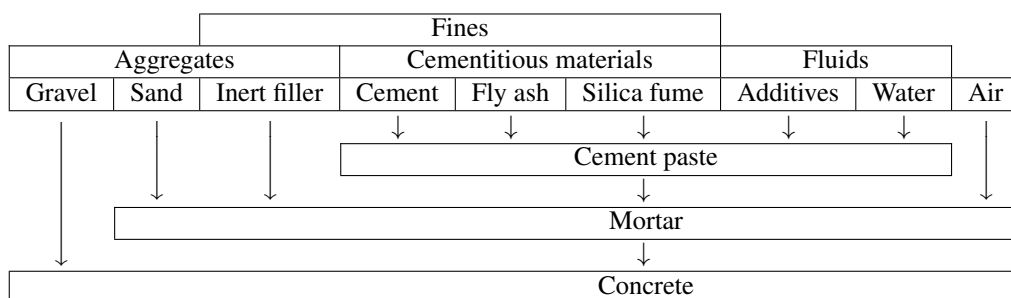 Fines
Aggregates Cementitious materials Fluids
Gravel Sand Inert filler Cement Fly ash Silica fume Additives Water Air
Cement paste
Mortar
Concrete